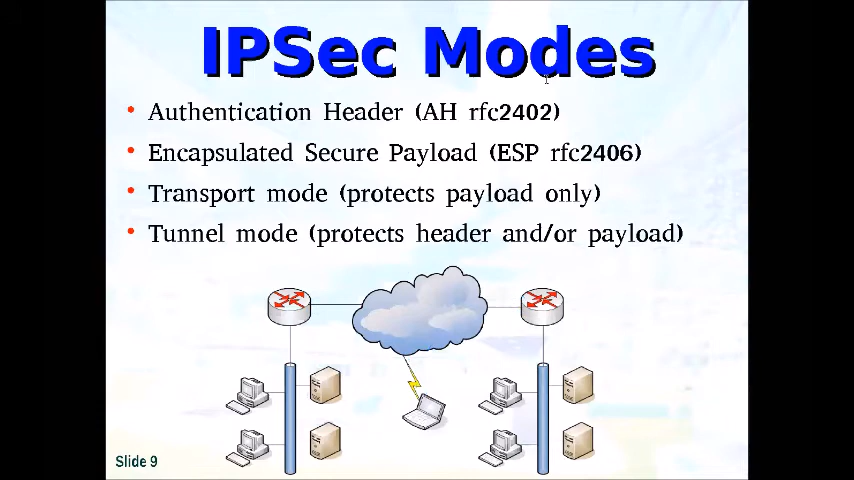 IPSec Modes
• Authentication Header (AH rfc2402)
• Encapsulated Secure Payload (ESP rfc2406)
• Transport mode (protects payload only)
• Tunnel mode (protects header and/or payload)
Slide 9